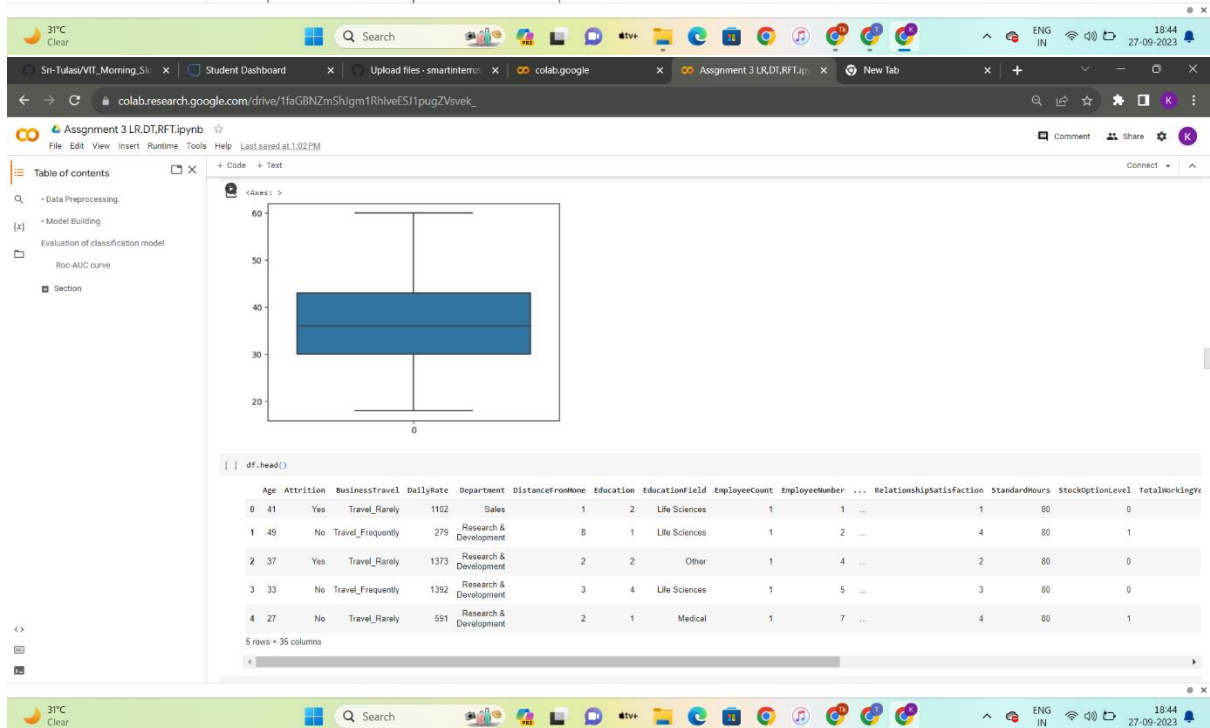 31°C
Clear
Search
tv+
ENG
IN
18:44
27-09-2023
Sri-Tulasi/VIT_Morning_Slo
Student Dashboard
Upload files · smartinternz
colab.google
Assgnment 3 LR,DT,RFT.ip
New Tab
colab.research.google.com/drive/1faGBNZmShJgm1RhlveESJ1pugZVsvek_
K
Assgnment 3 LR,DT,RFT.ipynb
File Edit View Insert Runtime Tools Help Last saved at 1:02 PM
Comment
Share
K
Table of contents
+ Code + Text
Connect
• Data Preprocessing.
• Model Building
Evaluation of classification model
Roc-AUC curve
Section
{x}
<Axes: >
60
50
40
30
20
0
[ ] df.head()
Age Attrition BusinessTravel DailyRate Department DistanceFromHome Education EducationField EmployeeCount EmployeeNumber ... RelationshipSatisfaction StandardHours StockOptionLevel TotalWorkingYe
0 41 Yes Travel_Rarely 1102 Sales 1 2 Life Sciences 1 1 ... 1 80 0
1 49 No Travel_Frequently 279 Research & Development 8 1 Life Sciences 1 2 ... 4 80 1
2 37 Yes Travel_Rarely 1373 Research & Development 2 2 Other 1 4 ... 2 80 0
3 33 No Travel_Frequently 1392 Research & Development 3 4 Life Sciences 1 5 ... 3 80 0
4 27 No Travel_Rarely 591 Research & Development 2 1 Medical 1 7 ... 4 80 1
5 rows × 35 columns
31°C
Clear
Search
tv+
ENG
IN
18:44
27-09-2023